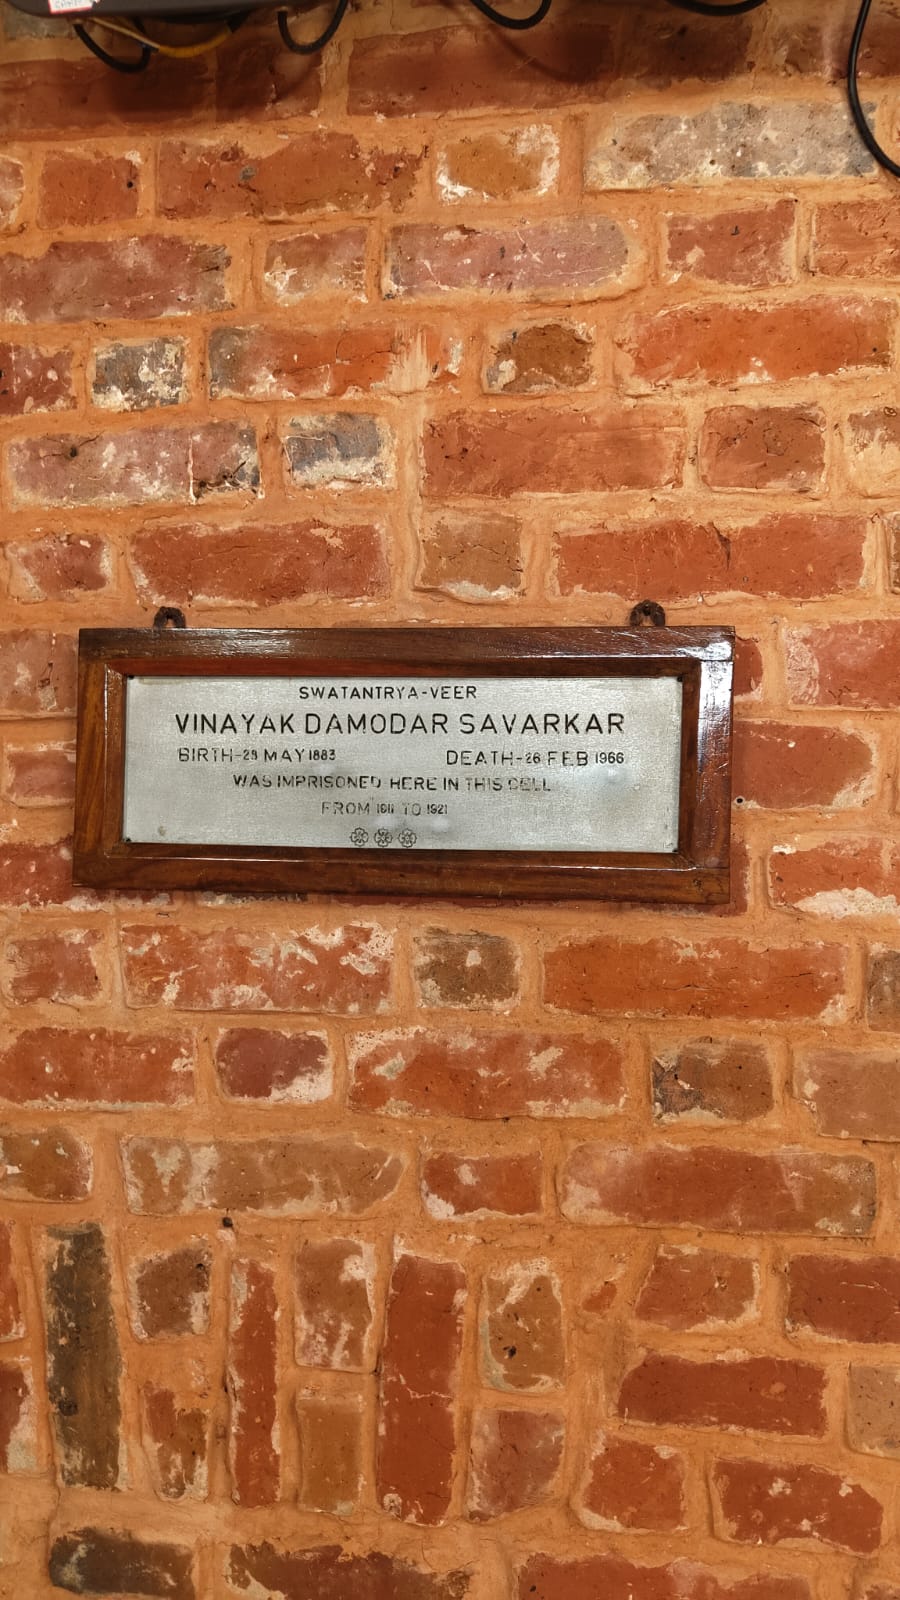 SWATANTRYA-VEER
VINAYAK DAMODAR SAVARKAR
BIRTH-28 MAY 1883 DEATH-26 FEB 1966
WAS IMPRISONED HERE IN THIS CELL
FROM 1911 TO 1921